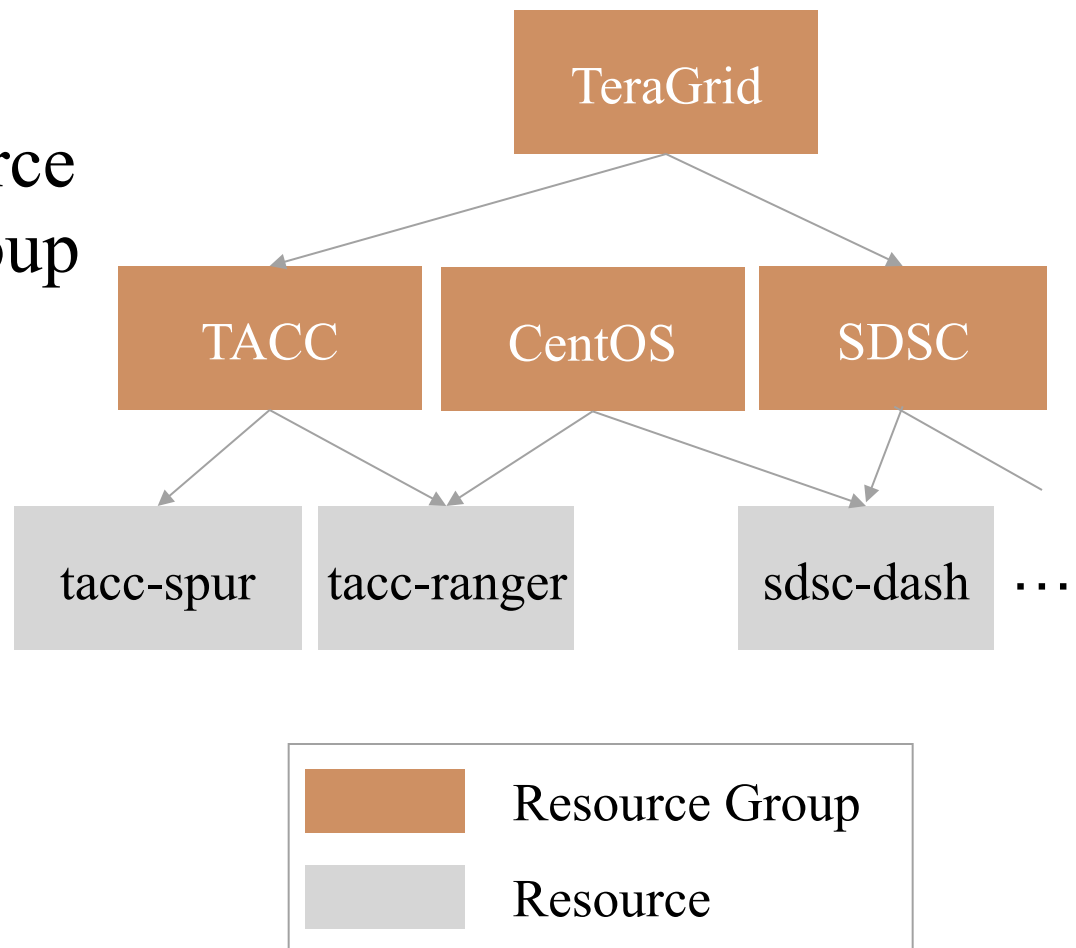 TeraGrid
TACC
CentOS
SDSC
tacc-spur
tacc-ranger
sdsc-dash
...
Resource Group
Resource